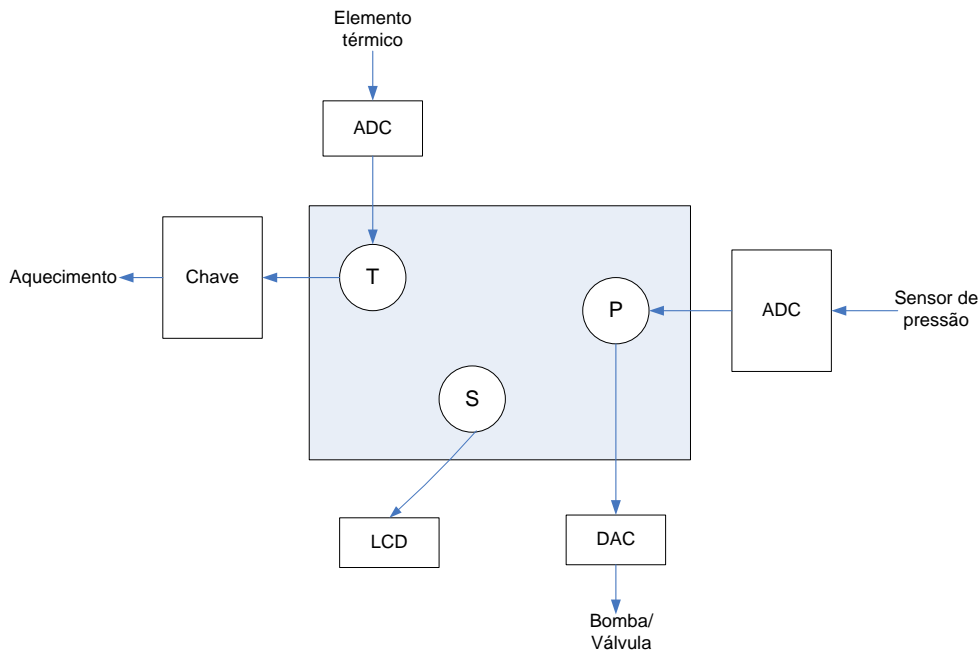 Elemento
térmico
ADC
Aquecimento
Chave
T
P
ADC
Sensor de
pressão
S
LCD
DAC
Bomba/
Válvula